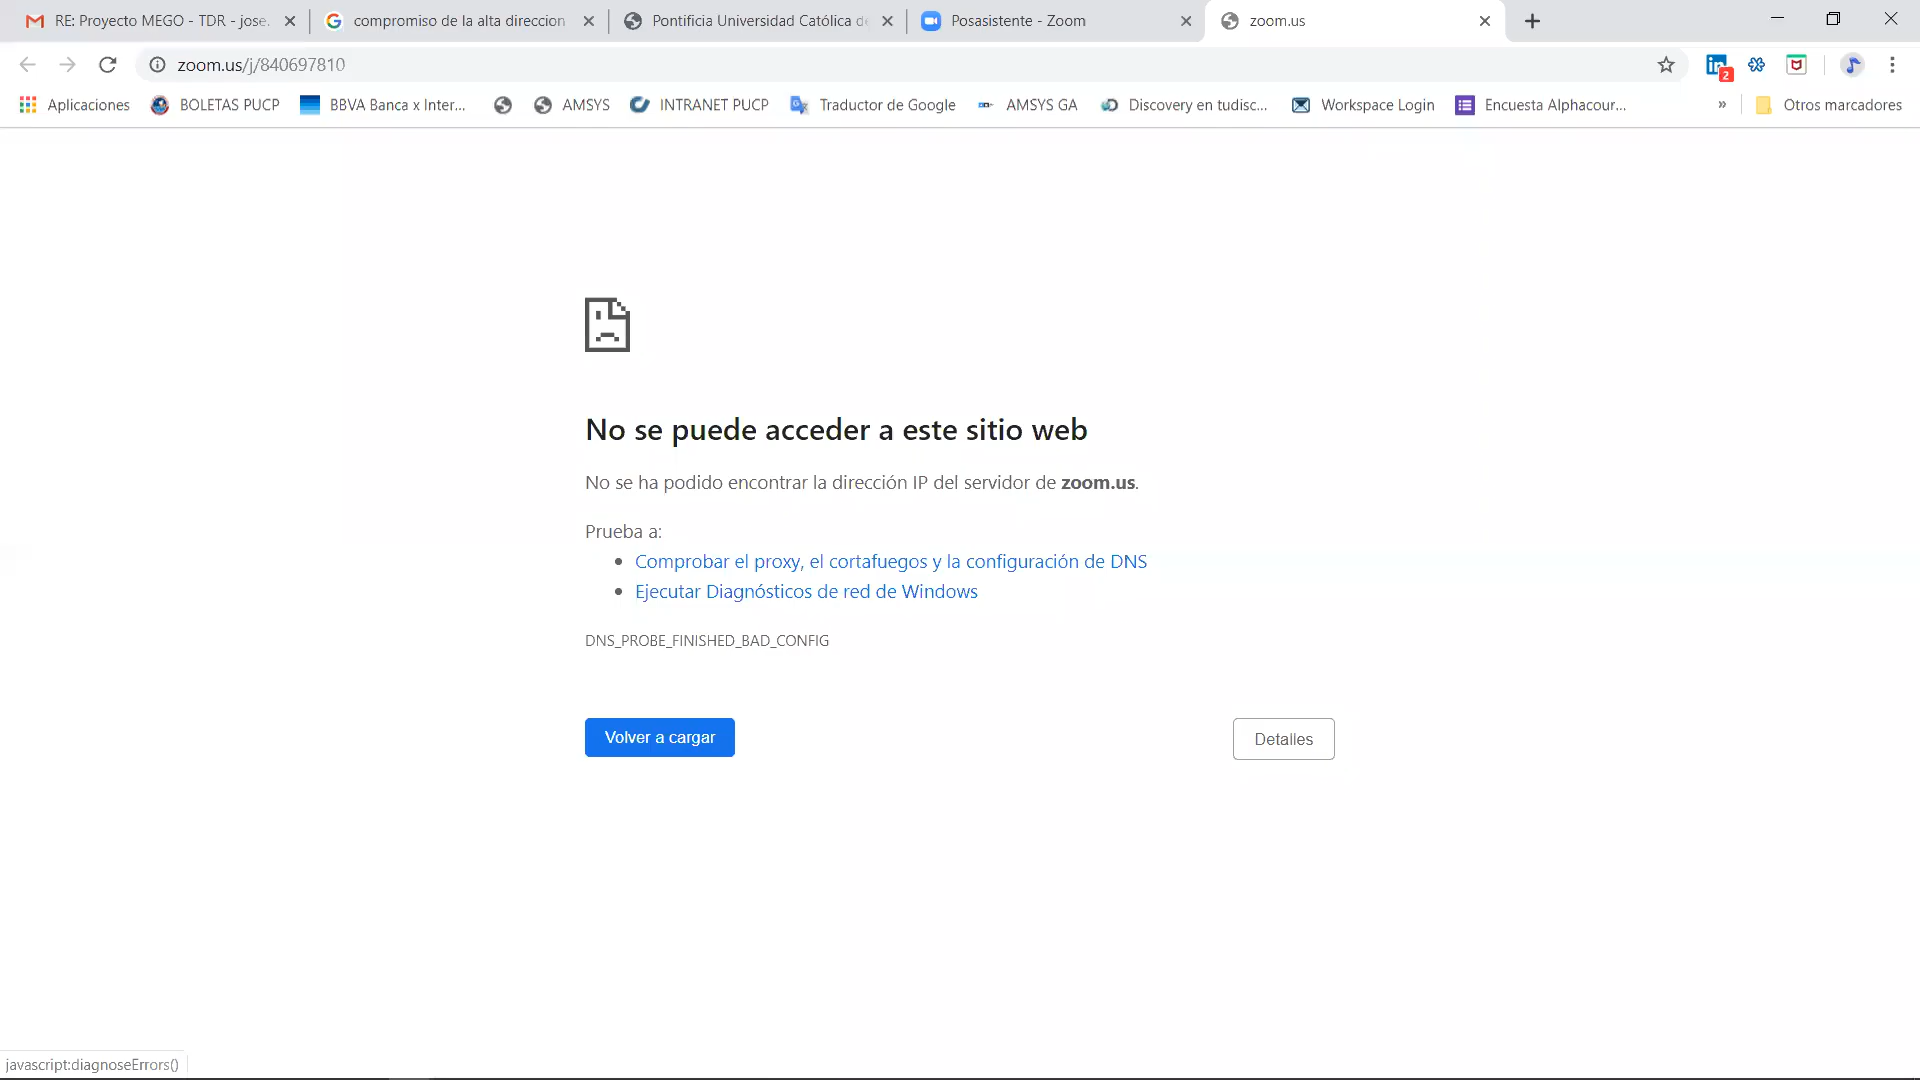 RE: Proyecto MEGO - TDR - jose.
compromiso de la alta direccion
Pontificia Universidad Católica de
Posasistente - Zoom
zoom.us
zoom.us/j/840697810
2
Aplicaciones
BOLETAS PUCP
BBVA Banca x Inter...
AMSYS
INTRANET PUCP
Traductor de Google
AMSYS GA
Discovery en tudisc...
Workspace Login
Encuesta Alphacour...
»
Otros marcadores
No se puede acceder a este sitio web
No se ha podido encontrar la dirección IP del servidor de zoom.us.
Prueba a:
• Comprobar el proxy, el cortafuegos y la configuración de DNS
• Ejecutar Diagnósticos de red de Windows
DNS_PROBE_FINISHED_BAD_CONFIG
Volver a cargar
Detalles
javascript:diagnoseErrors()